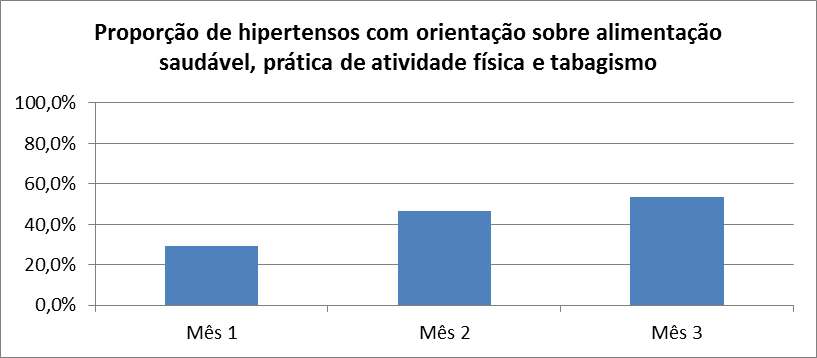 Proporção de hipertensos com orientação sobre alimentação
saudável, prática de atividade física e tabagismo
100,0%
80,0%
60,0%
40,0%
20,0%
0,0%
Mês 1 Mês 2 Mês 3